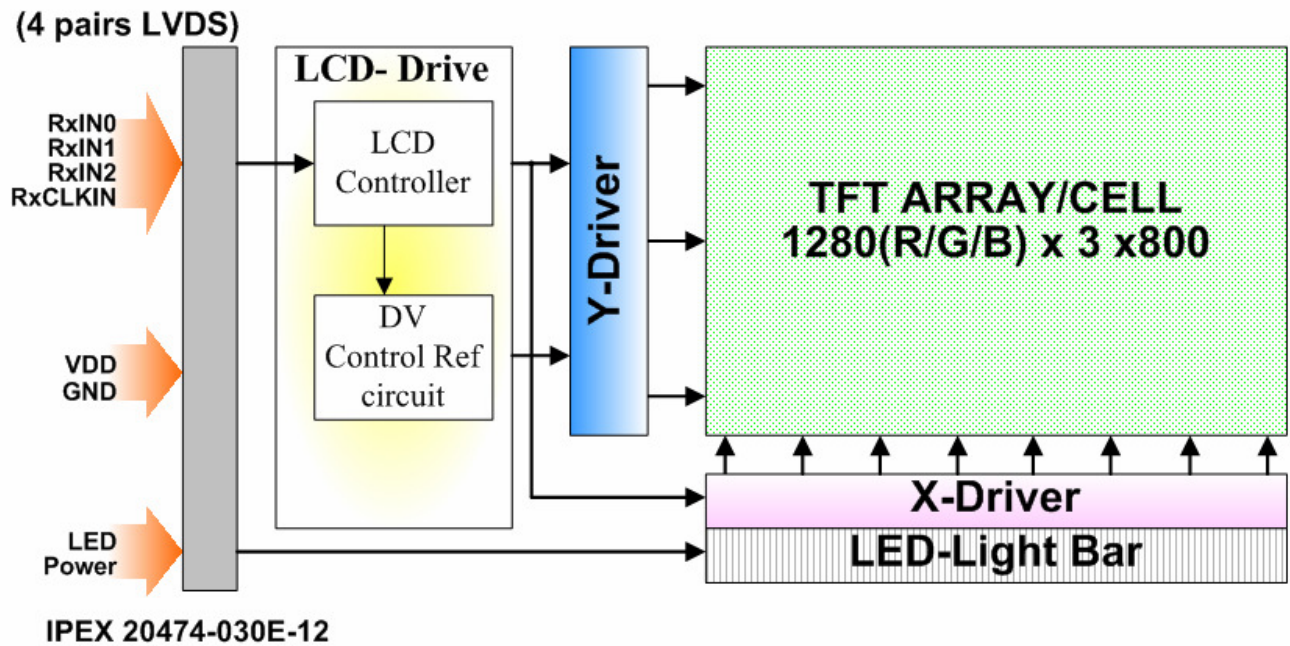 (4 pairs LVDS)
RxIN0
RxIN1
RxIN2
RxCLKIN
VDD
GND
LED
Power
IPEX 20474-030E-12
LCD- Drive
LCD
Controller
DV
Control Ref
circuit
Y-Driver
TFT ARRAY/CELL
1280(R/G/B) x 3 x800
X-Driver
LED-Light Bar